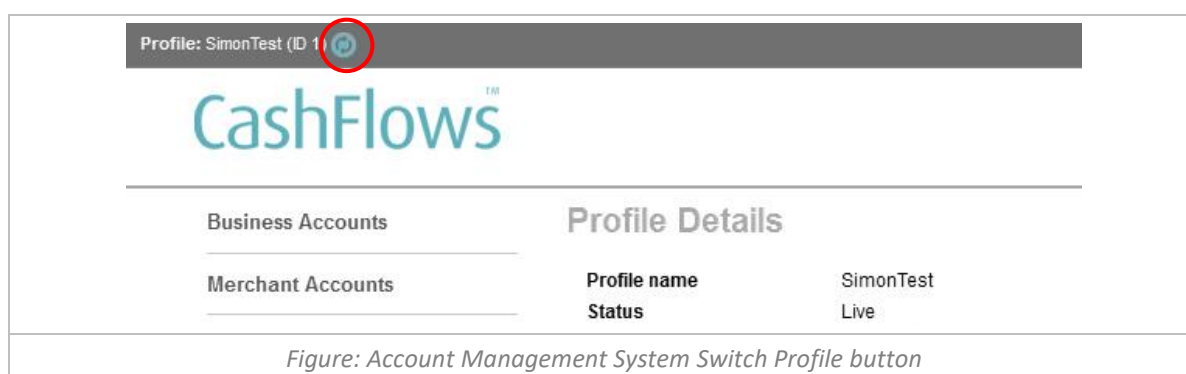 Profile: SimonTest (ID 1)
CashFlows™
Business Accounts
Profile Details
Merchant Accounts
Profile name SimonTest
Status Live
Figure: Account Management System Switch Profile button